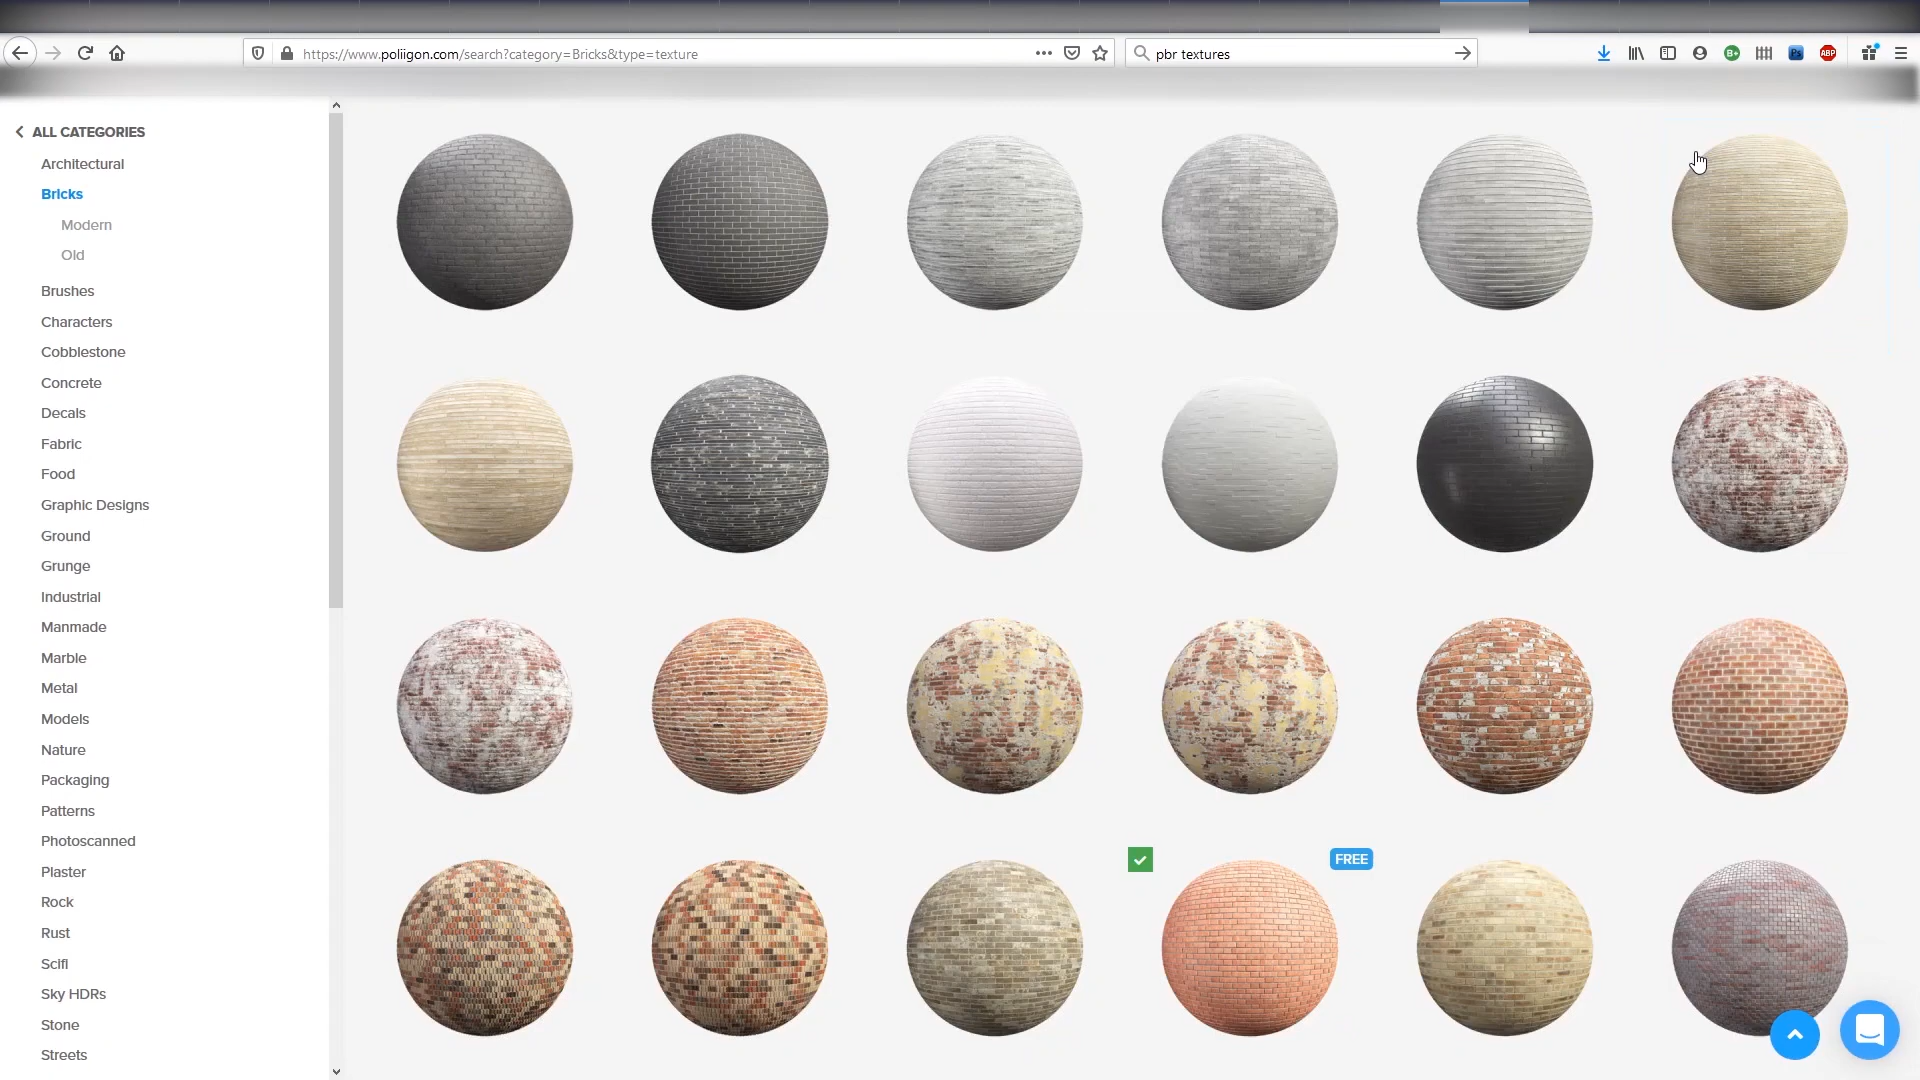 https://www.poliigon.com/search?category=Bricks&type=texture
pbr textures
ALL CATEGORIES
Architectural
Bricks
Modern
Old
Brushes
Characters
Cobblestone
Concrete
Decals
Fabric
Food
Graphic Designs
Ground
Grunge
Industrial
Manmade
Marble
Metal
Models
Nature
Packaging
Patterns
Photoscanned
Plaster
Rock
Rust
Scifi
Sky HDRs
Stone
Streets
FREE
B+
Ps
ABP